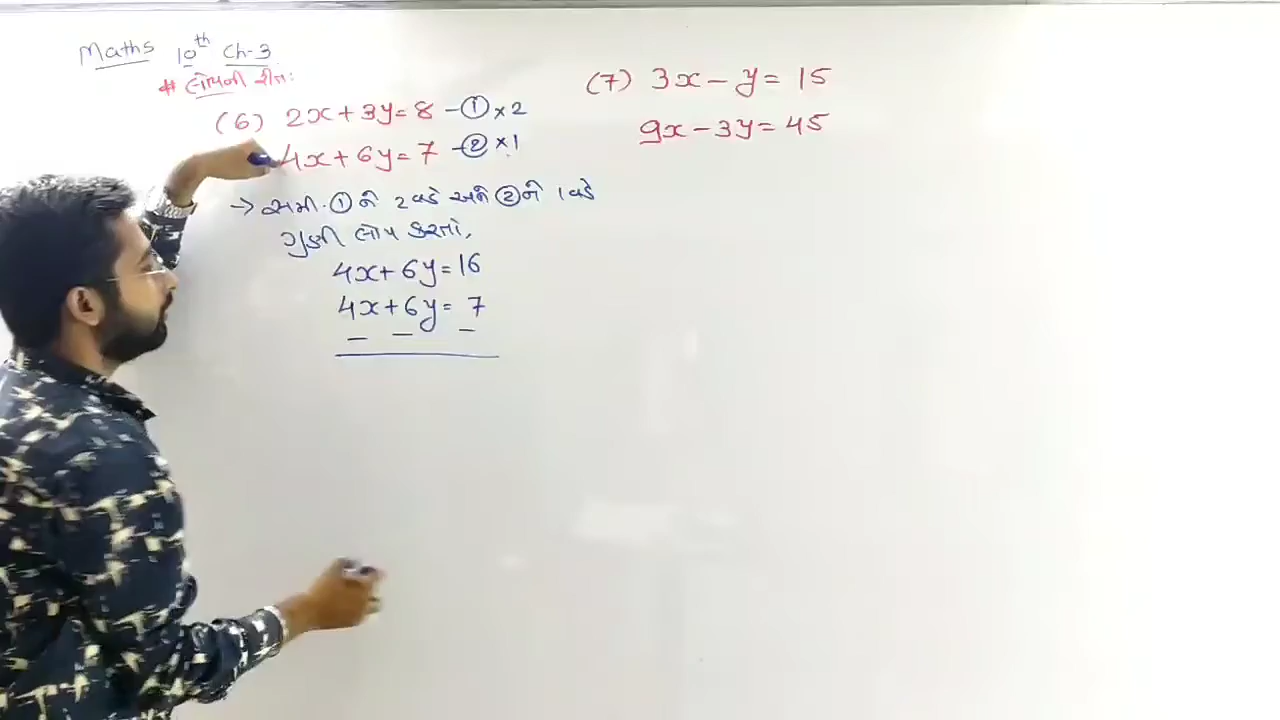 Maths 10th Ch-3
# લોપની રીત:
(6) 2x + 3y = 8 – ① × 2
4x + 6y = 7 – ② × 1
→ સમી. ① ને 2 વડે અને ② ને 1 વડે
ગુણી લોપ કરતાં,
4x + 6y = 16
4x + 6y = 7
– – –
(7) 3x – y = 15
9x – 3y = 45